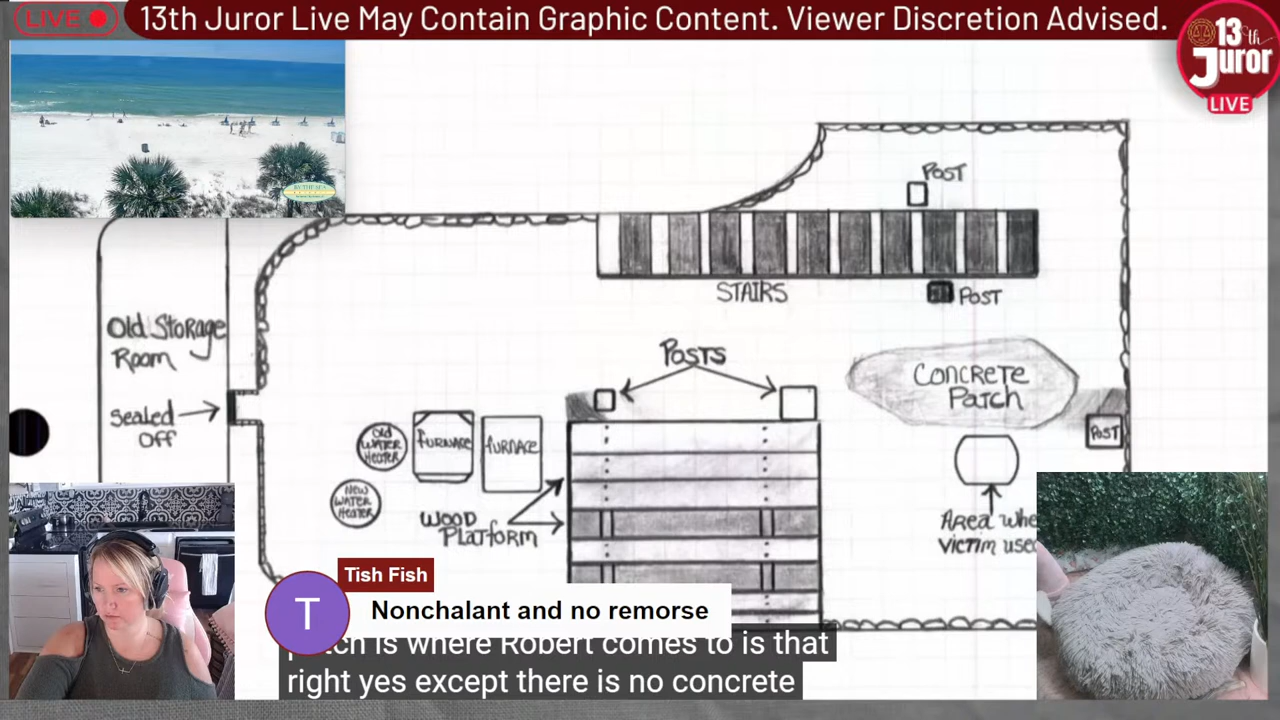 LIVE
13th Juror Live May Contain Graphic Content. Viewer Discretion Advised.
13th
Juror
LIVE
BY THE SEA
POST
STAIRS
POST
Old Storage
Room
Sealed
Off
POSTS
CONCRETE
PATCH
POST
OLD
WATER
HEATER
FURNACE
FURNACE
NEW
WATER
HEATER
WOOD
PLATFORM
AREA
VICTIM
Tish Fish
T
Nonchalant and no remorse
is where Robert comes to is that
right yes except there is no concrete